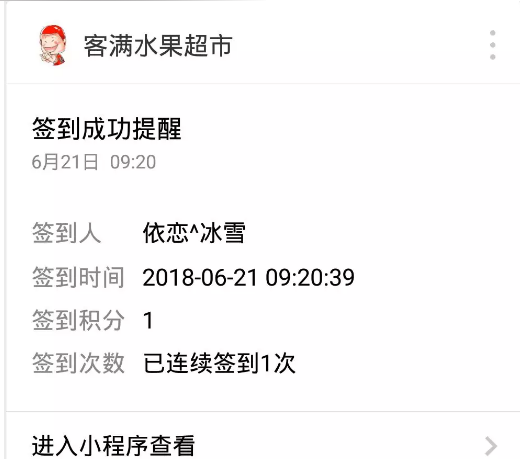 客满水果超市
签到成功提醒
6月21日 09:20
签到人 依恋^冰雪
签到时间 2018-06-21 09:20:39
签到积分 1
签到次数 已连续签到1次
进入小程序查看